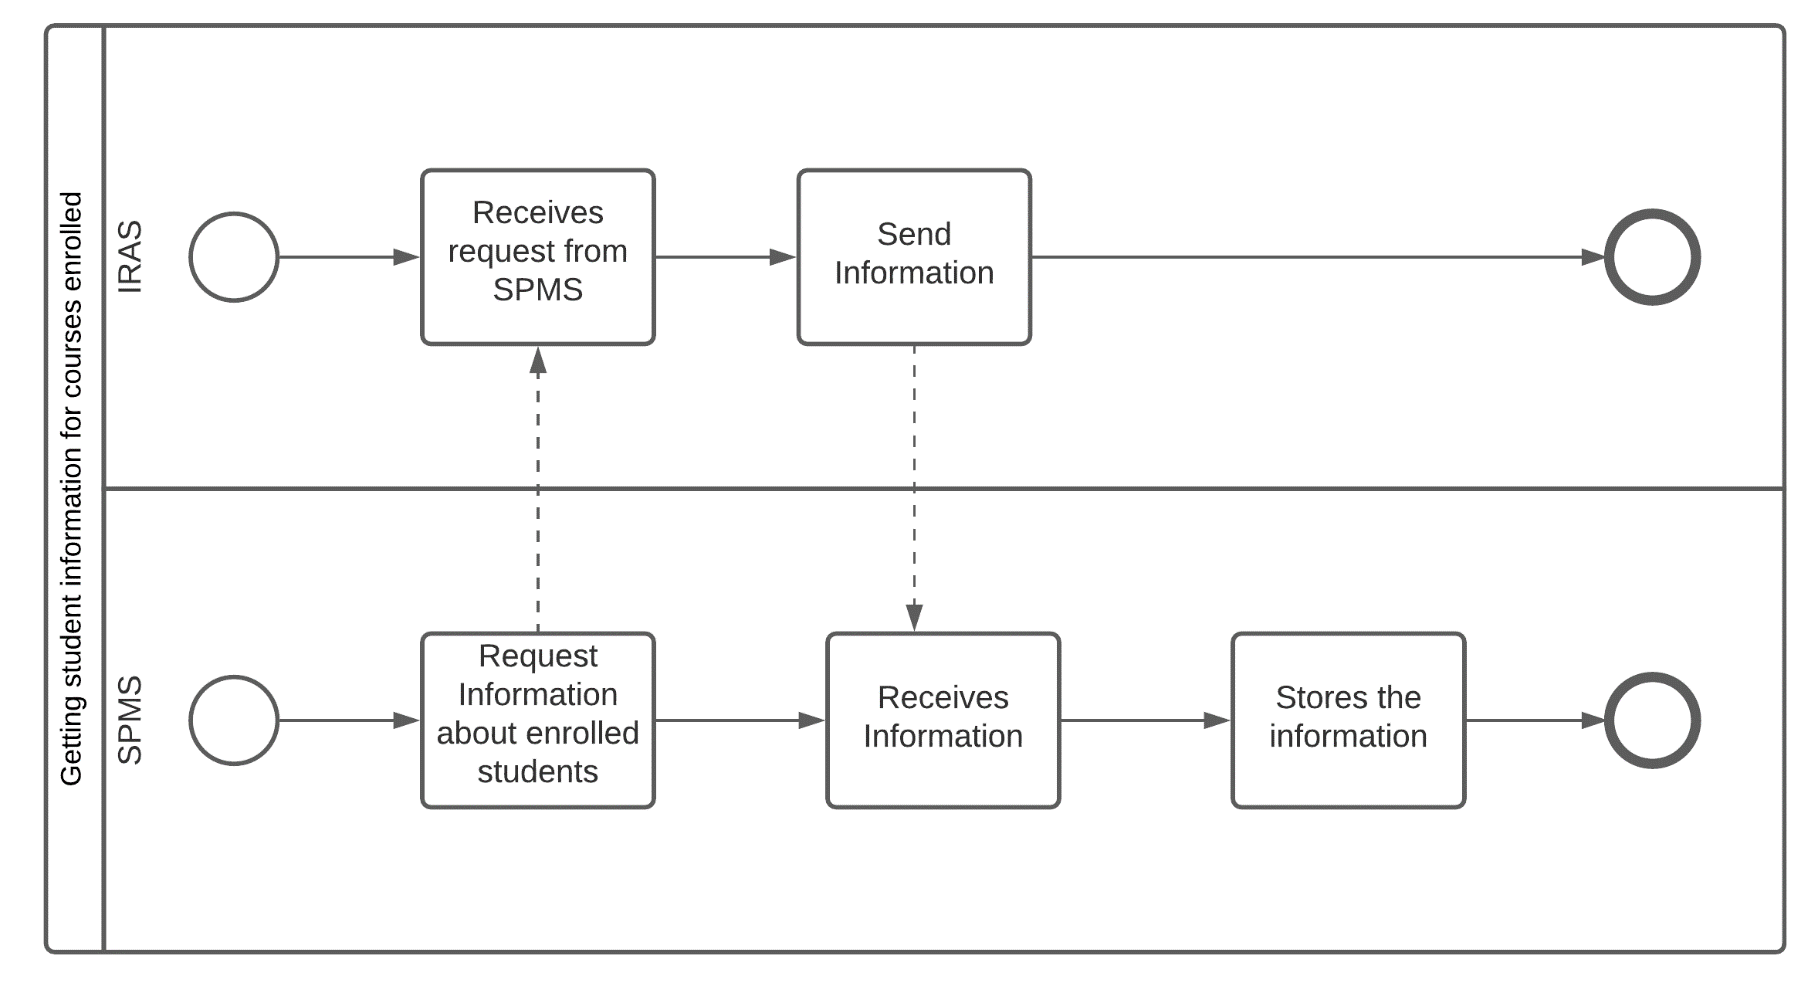 Getting student information for courses enrolled
IRAS
Receives
request from
SPMS
Send
Information
SPMS
Request
Information
about enrolled
students
Receives
Information
Stores the
information